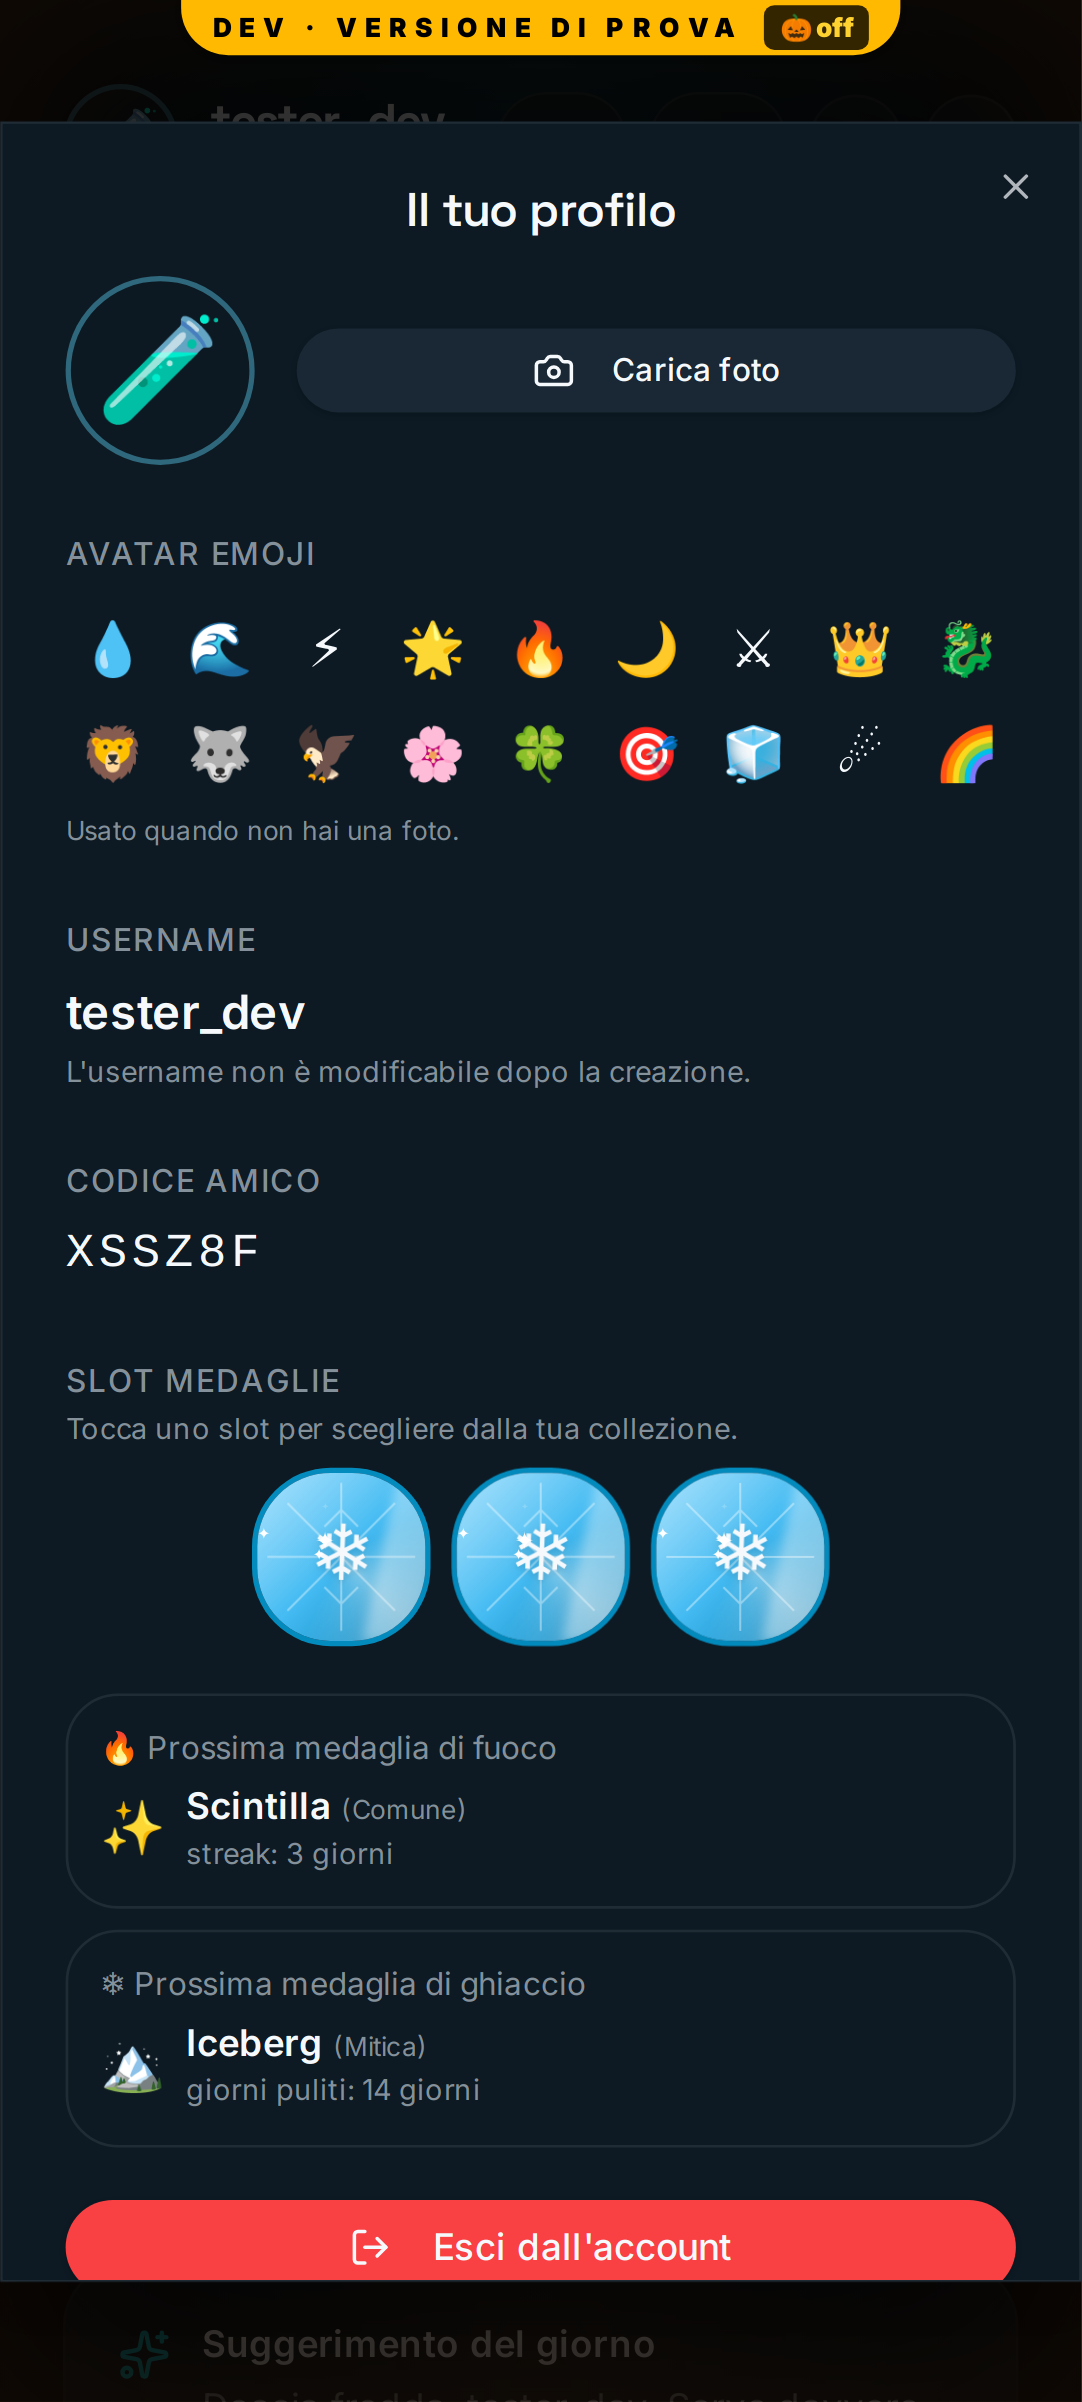 DEV · VERSIONE DI PROVA 🎃 off
tester_dev
Il tuo profilo
Carica foto
AVATAR EMOJI
Usato quando non hai una foto.
USERNAME
tester_dev
L'username non è modificabile dopo la creazione.
CODICE AMICO
XSSZ8F
SLOT MEDAGLIE
Tocca uno slot per scegliere dalla tua collezione.
🔥 Prossima medaglia di fuoco
Scintilla (Comune)
streak: 3 giorni
❄ Prossima medaglia di ghiaccio
Iceberg (Mitica)
giorni puliti: 14 giorni
Esci dall'account
Suggerimento del giorno